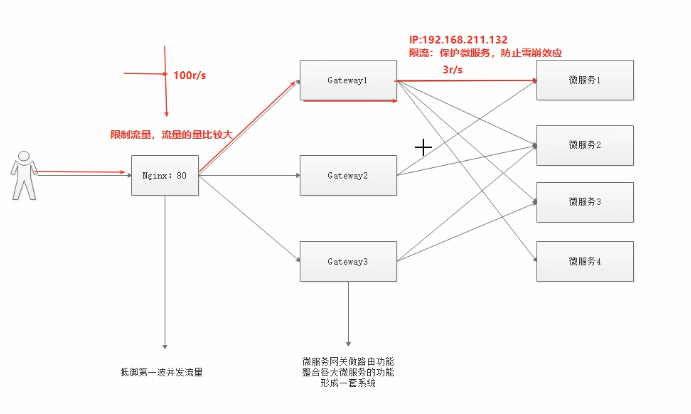 IP:192.168.211.132
限流：保护微服务，防止雪崩效应
100r/s
3r/s
Gateway1
微服务1
限制流量，流量的量比较大
微服务2
Nginx：80
Gateway2
微服务3
Gateway3
微服务4
微服务网关做路由功能
整合各大微服务的功能
形成一套系统
低御第一波并发流量